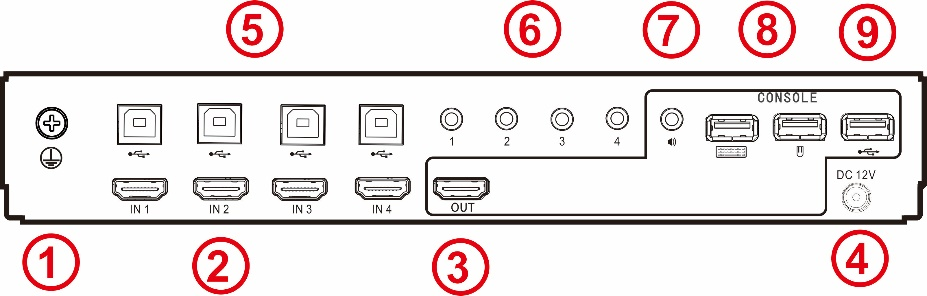 ⑤ ⑥ ⑦ ⑧ ⑨
CONSOLE
1 2 3 4
DC 12V
IN 1 IN 2 IN 3 IN 4 OUT
① ② ③ ④